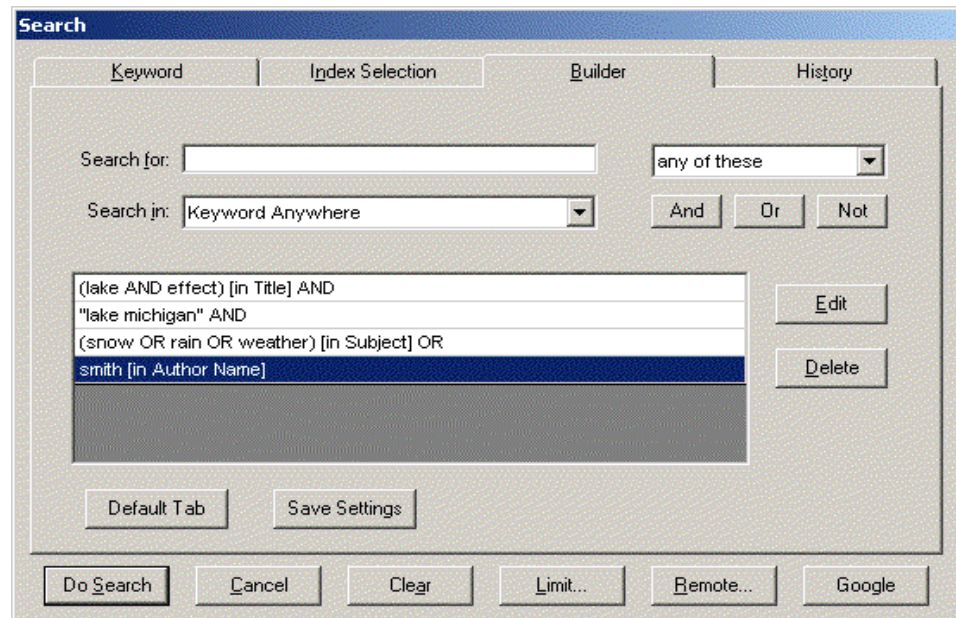 Search
Keyword Index Selection Builder History
Search for: any of these
Search in: Keyword Anywhere And Or Not
(lake AND effect) [in Title] AND
"lake michigan" AND
(snow OR rain OR weather) [in Subject] OR
smith [in Author Name]
Edit
Delete
Default Tab Save Settings
Do Search Cancel Clear Limit... Remote... Google